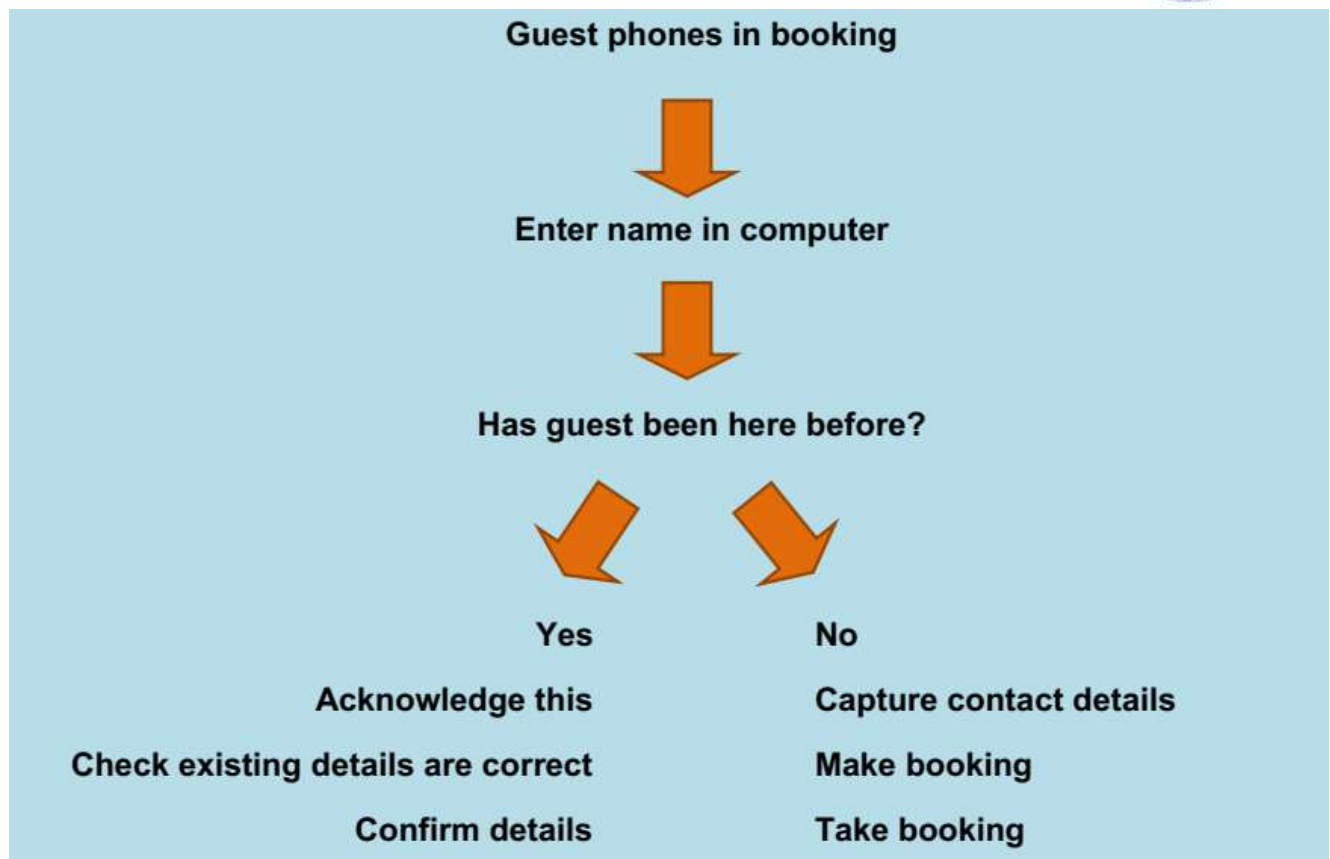 Guest phones in booking
Enter name in computer
Has guest been here before?
Yes
Acknowledge this
Check existing details are correct
Confirm details
No
Capture contact details
Make booking
Take booking